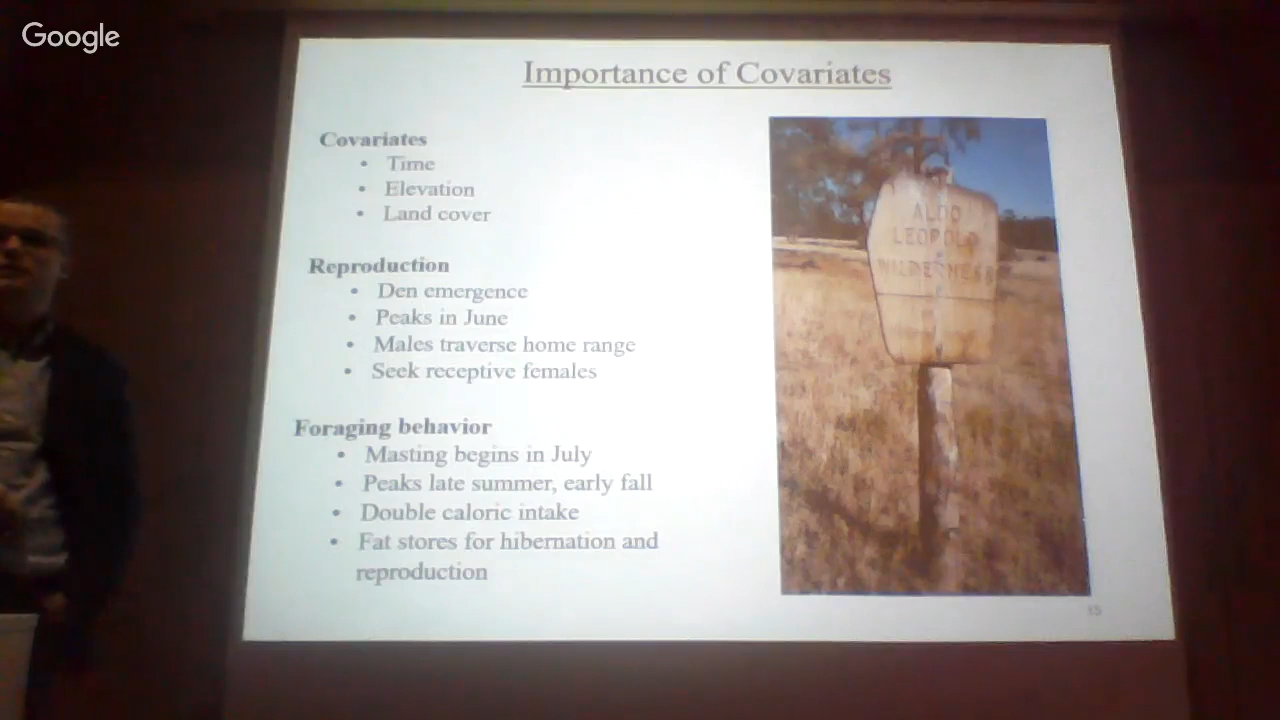 Google
Importance of Covariates
Covariates
• Time
• Elevation
• Land cover
Reproduction
• Den emergence
• Peaks in June
• Males traverse home range
• Seek receptive females
Foraging behavior
• Masting begins in July
• Peaks late summer, early fall
• Double caloric intake
• Fat stores for hibernation and
reproduction
ALDO
LEOPOLD
WILDERNESS
15